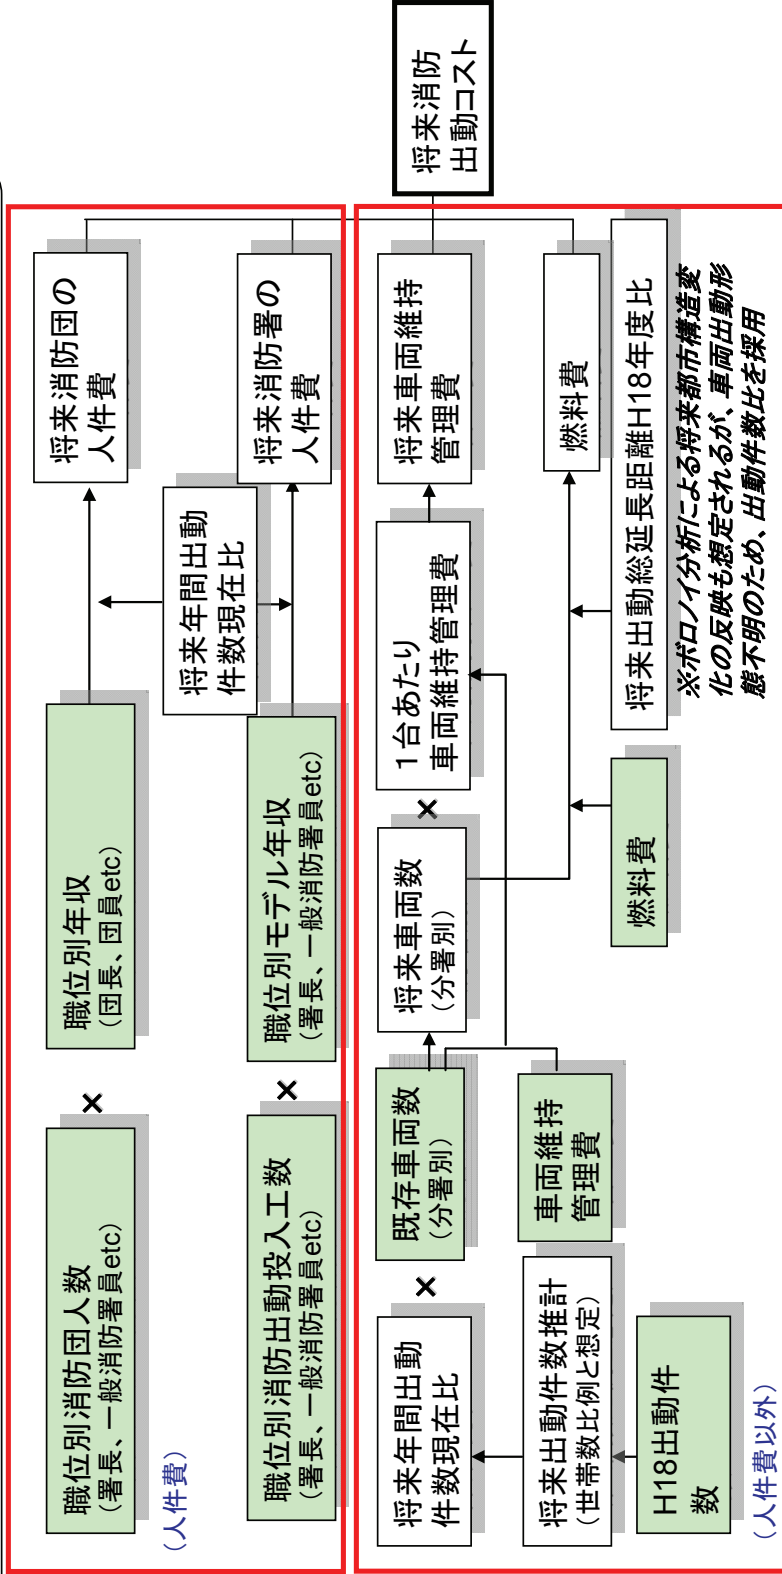 職位別消防団人数
(署長、一般消防署員etc)
×
職位別年収
(団長、団員etc)
将来消防団の
人件費
(人件費)
将来年間出動
件数現在比
職位別消防出動投入工数
(署長、一般消防署員etc)
×
職位別モデル年収
(署長、一般消防署員etc)
将来消防署の
人件費
将来消防
出動コスト
将来年間出動
件数現在比
×
既存車両数
(分署別)
将来車両数
(分署別)
×
1台あたり
車両維持管理費
将来車両維持
管理費
将来出動件数推計
(世帯数比例と想定)
車両維持
管理費
燃料費
H18出動件
数
燃料費
将来出動総延長距離H18年度比
※ボロノイ分析による将来都市構造変
化の反映も想定されるが、車両出動形
態不明のため、出動件数比を採用
(人件費以外)